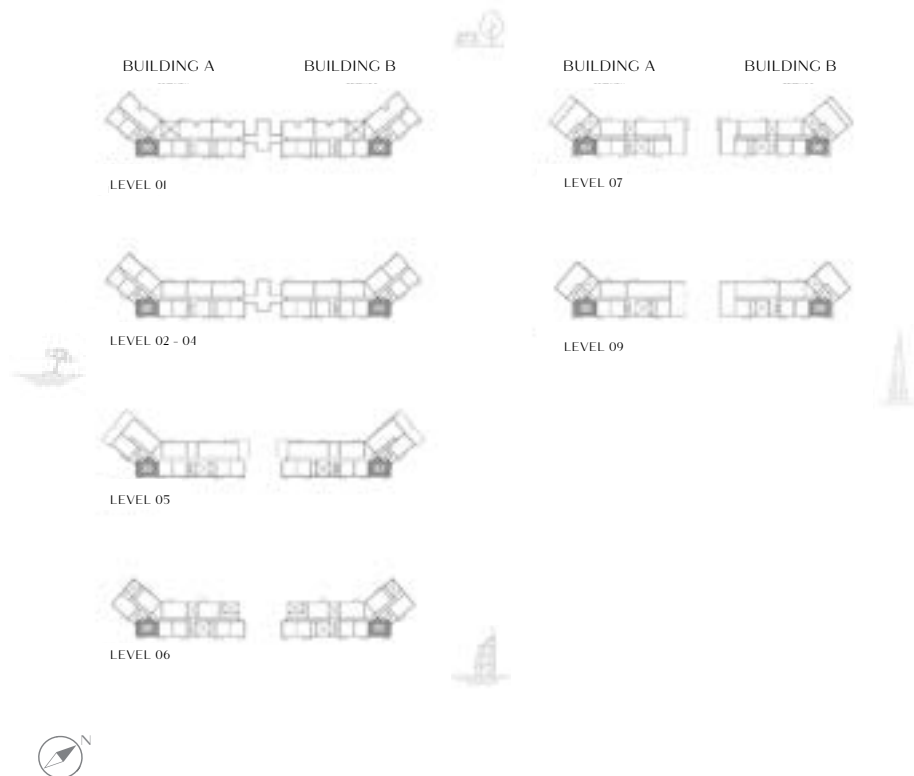 BUILDING A
BUILDING B
LEVEL 01
LEVEL 02 - 04
LEVEL 05
LEVEL 06
BUILDING A
BUILDING B
LEVEL 07
LEVEL 09
N